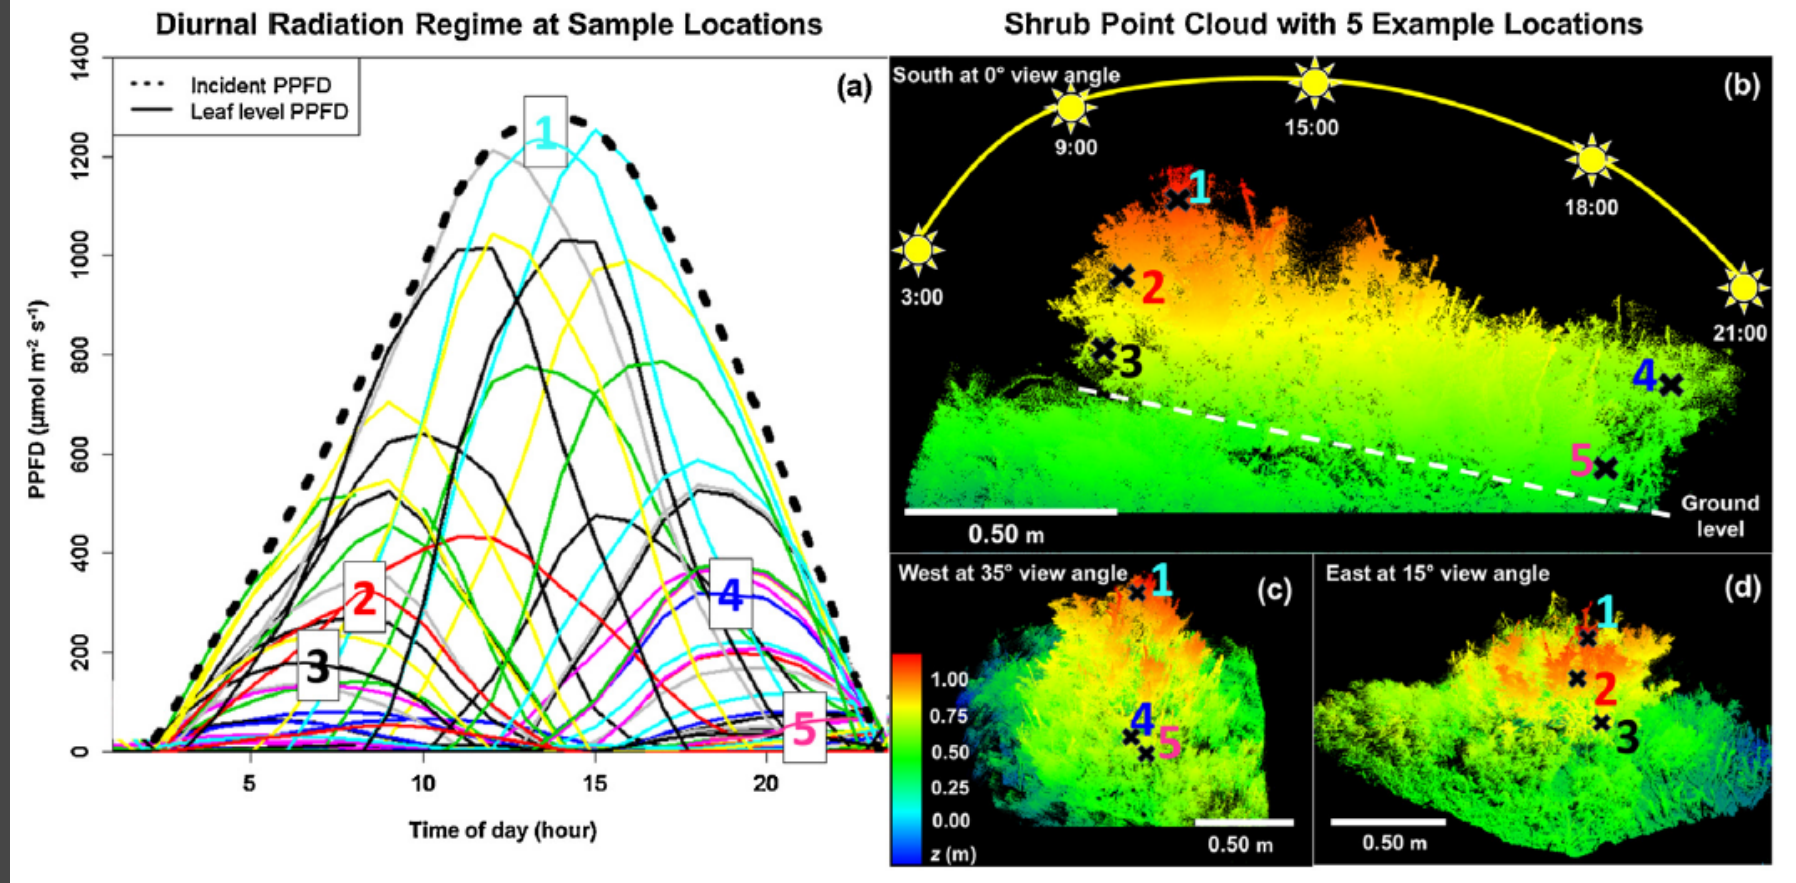 Diurnal Radiation Regime at Sample Locations
Incident PPFD
Leaf level PPFD
(a)
PPFD (µmol m-2 s-1)
1400
1200
1000
800
600
400
200
0
5
10
15
20
Time of day (hour)
1
2
3
4
5
Shrub Point Cloud with 5 Example Locations
South at 0° view angle
(b)
3:00
9:00
15:00
18:00
21:00
1
2
3
4
5
0.50 m
Ground
level
West at 35° view angle
(c)
1
4
5
1.00
0.75
0.50
0.25
0.00
z (m)
0.50 m
East at 15° view angle
(d)
1
2
3
0.50 m